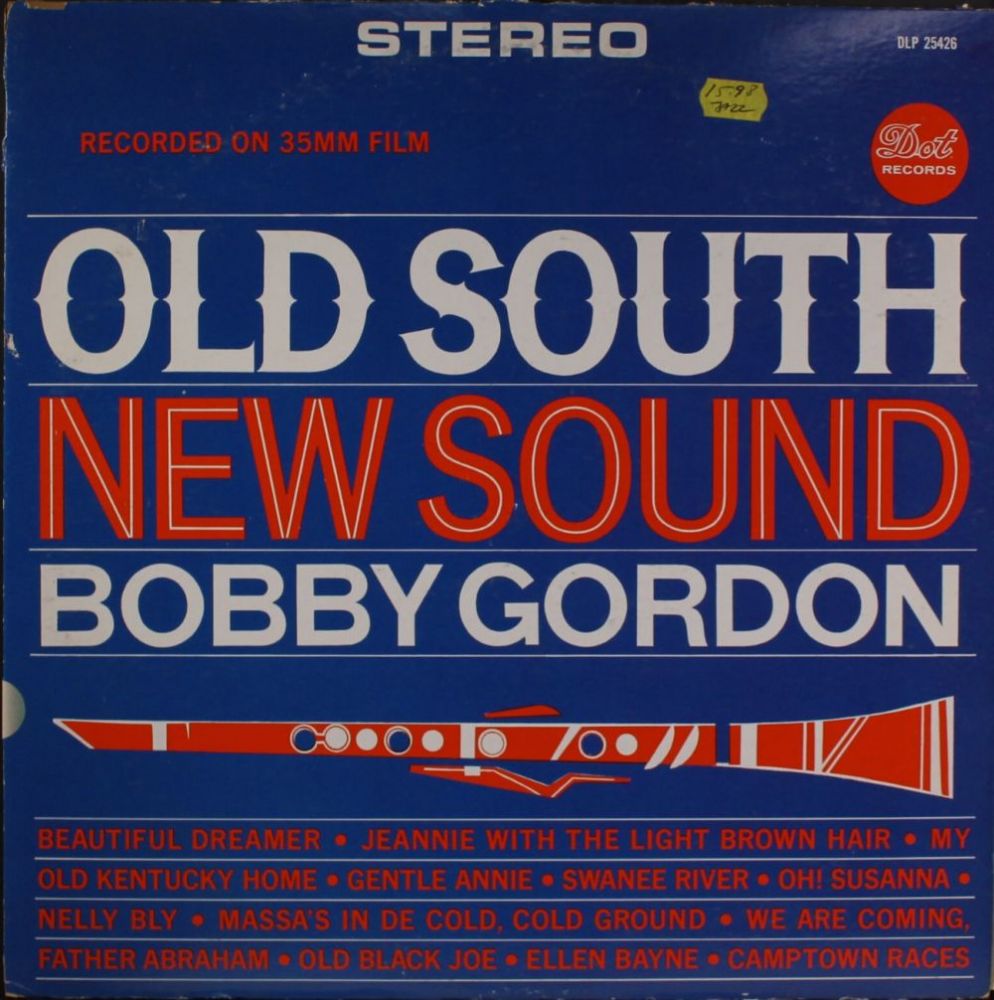 STEREO
DLP 25426
15.98
Jazz
RECORDED ON 35MM FILM
Dot
RECORDS
OLD SOUTH
NEW SOUND
BOBBY GORDON
BEAUTIFUL DREAMER • JEANNIE WITH THE LIGHT BROWN HAIR • MY
OLD KENTUCKY HOME • GENTLE ANNIE • SWANEE RIVER • OH! SUSANNA •
NELLY BLY • MASSA'S IN DE COLD, COLD GROUND • WE ARE COMING,
FATHER ABRAHAM • OLD BLACK JOE • ELLEN BAYNE • CAMPTOWN RACES